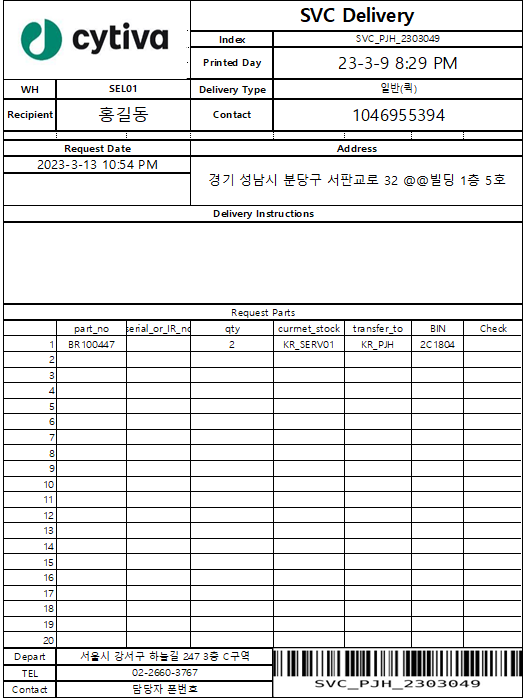 cytiva
SVC Delivery
Index SVC_PJH_2303049
Printed Day 23-3-9 8:29 PM
WH SEL01 Delivery Type 일반(퀵)
Recipient 홍길동 Contact 1046955394
Request Date Address
2023-3-13 10:54 PM
경기 성남시 분당구 서판교로 32 @@빌딩 1층 5호
Delivery Instructions
Request Parts
part_no serial_or_IR_no qty curmet_stock transfer_to BIN Check
1 BR100447 2 KR_SERV01 KR_PJH 2C1804
2
3
4
5
6
7
8
9
10
11
12
13
14
15
16
17
18
19
20
Depart 서울시 강서구 하늘길 247 3층 C구역
TEL 02-2660-3767
Contact 담당자 폰번호
SVC_PJH_2303049